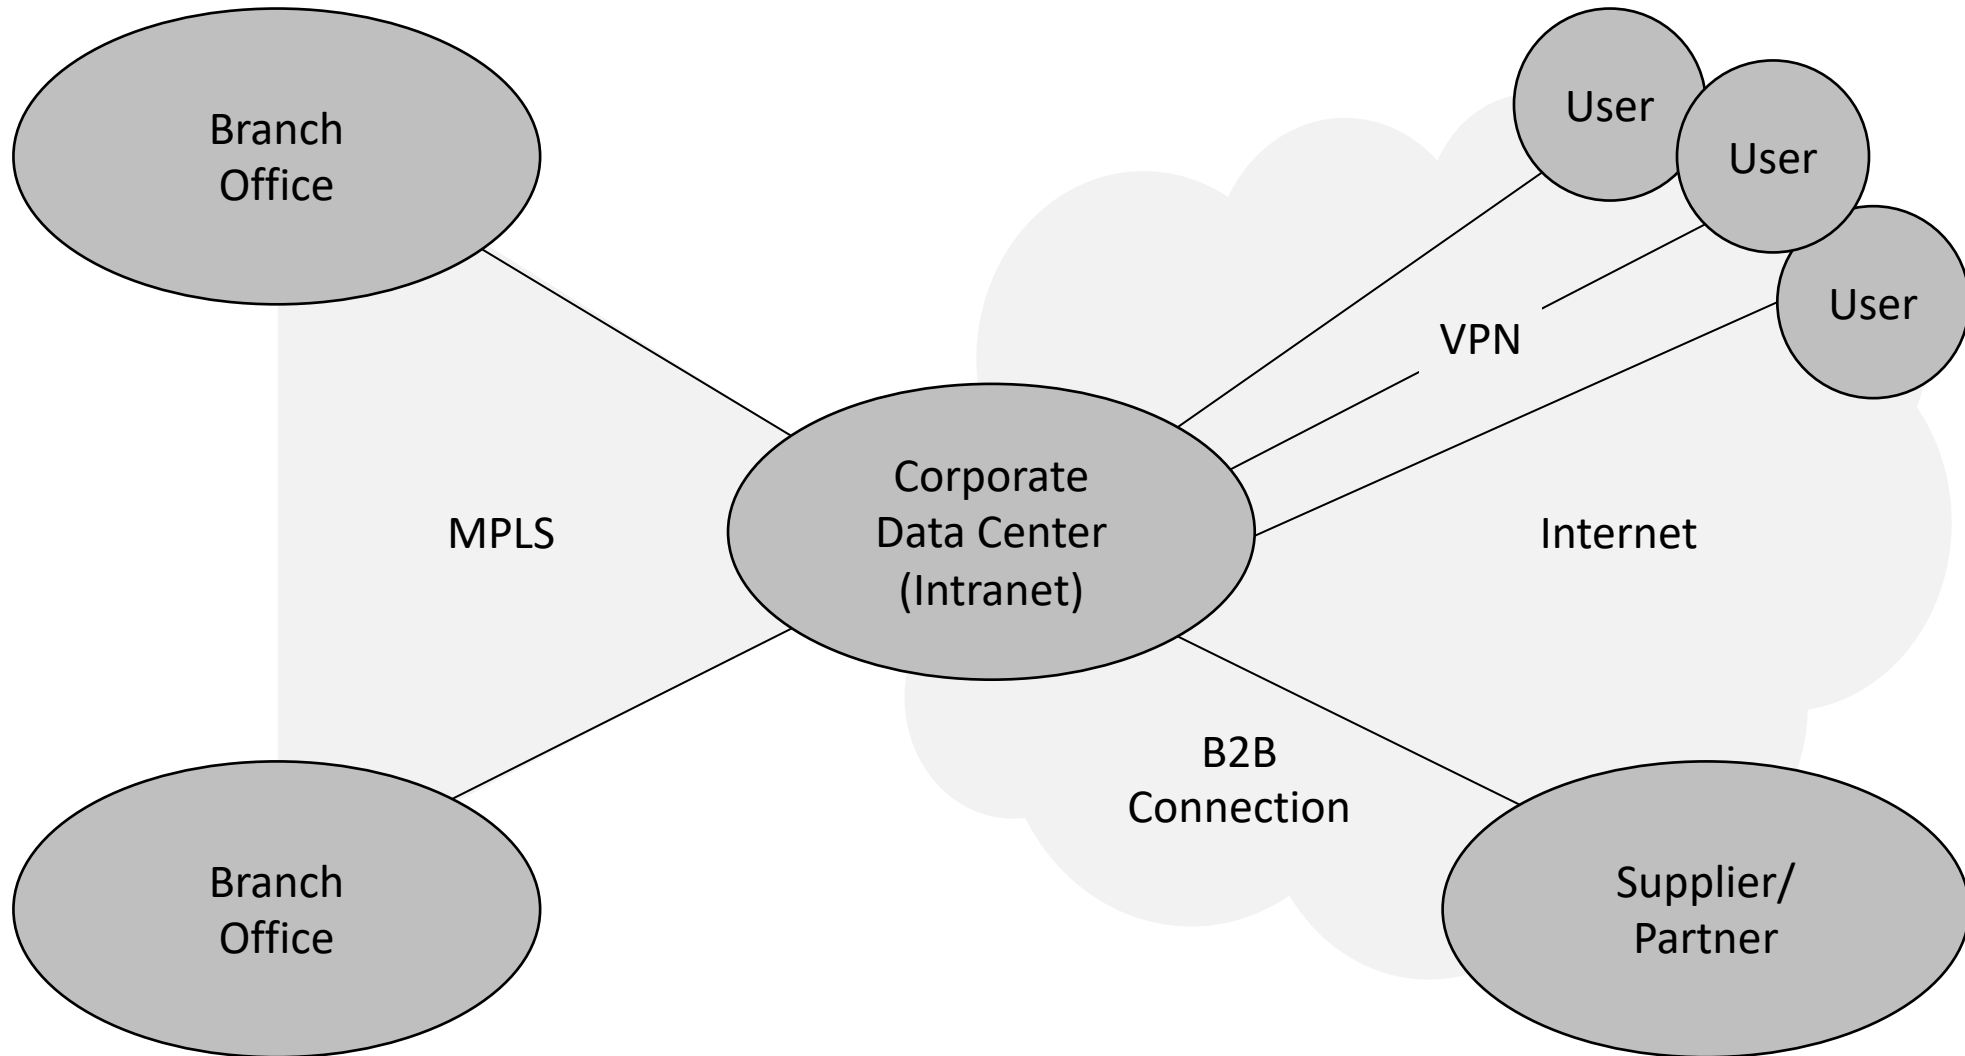 Branch
Office
User
User
User
VPN
MPLS
Corporate
Data Center
(Intranet)
Internet
B2B
Connection
Branch
Office
Supplier/
Partner